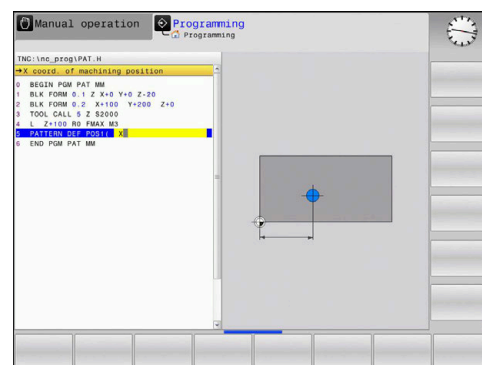 Manual operation
Programming
Programming
TNC:\nc_prog\PAT.H
→X coord. of machining position
0 BEGIN PGM PAT MM
1 BLK FORM 0.1 Z X+0 Y+0 Z-20
2 BLK FORM 0.2 X+100 Y+200 Z+0
3 TOOL CALL 5 Z S2000
4 L Z+100 R0 FMAX M3
5 PATTERN DEF POS1( X
6 END PGM PAT MM